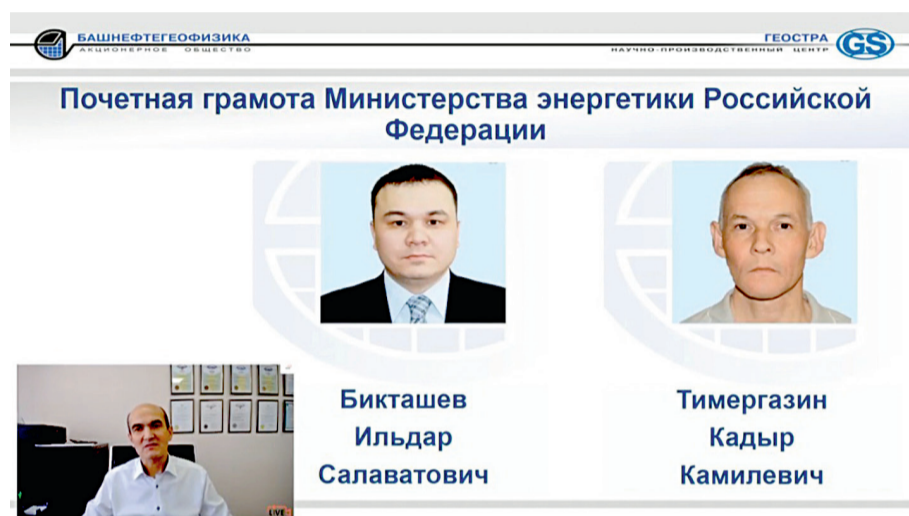 БАШНЕФТЕГЕОФИЗИКА
АКЦИОНЕРНОЕ ОБЩЕСТВО
ГЕОСТРА
НАУЧНО-ПРОИЗВОДСТВЕННЫЙ ЦЕНТР
GS
Почетная грамота Министерства энергетики Российской
Федерации
Бикташев
Ильдар
Салаватович
Тимергазин
Кадыр
Камилевич
LIVE